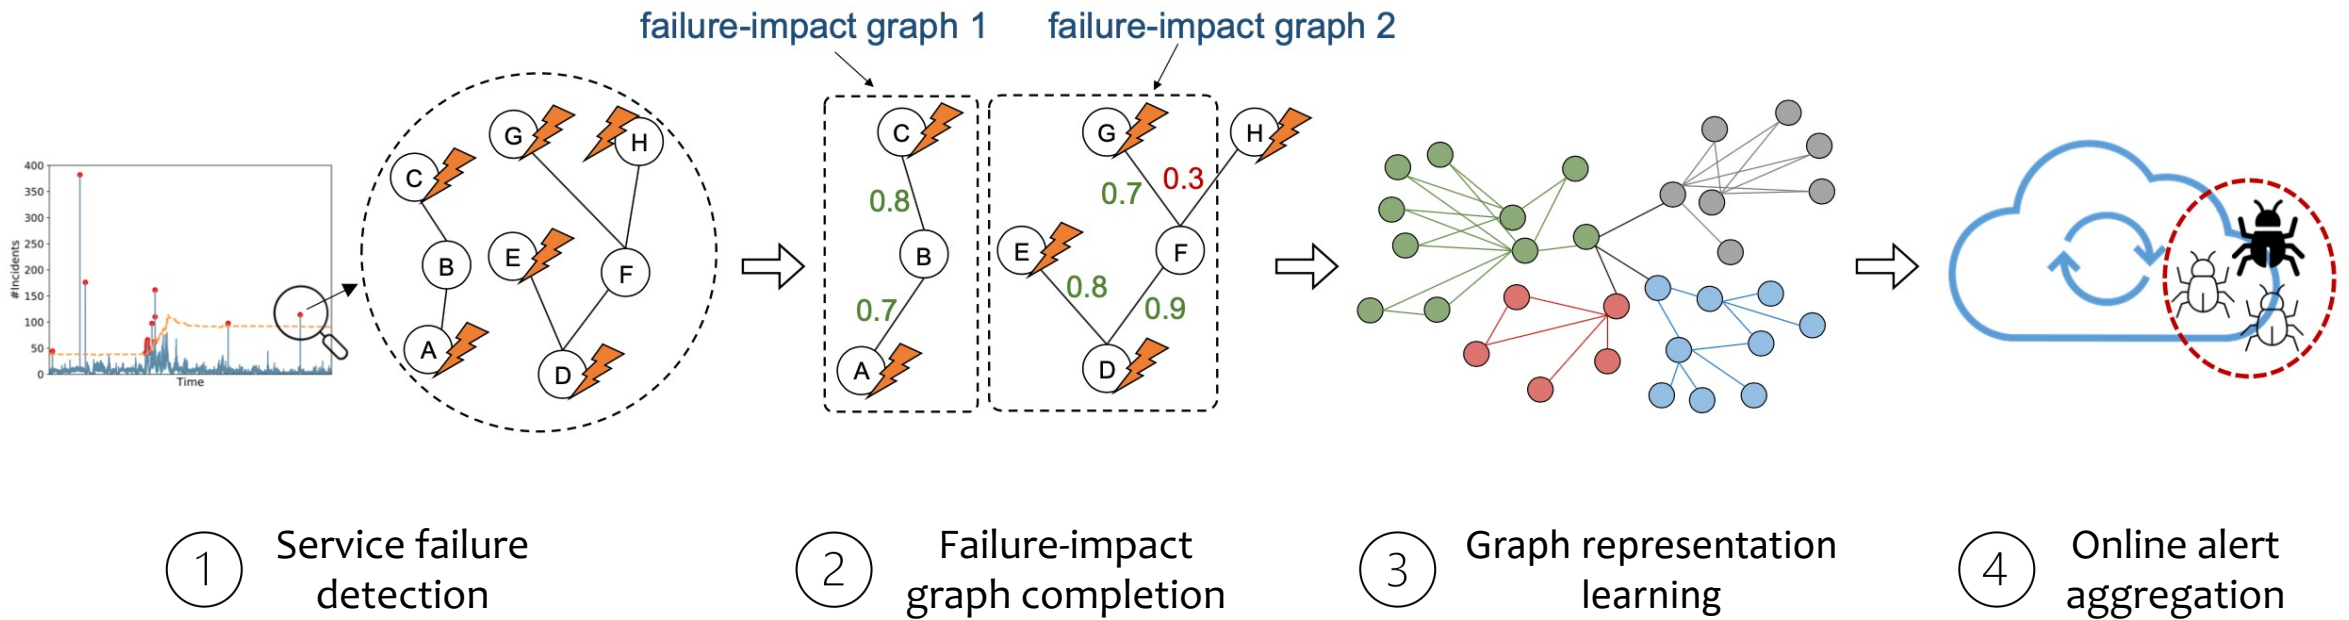 failure-impact graph 1
failure-impact graph 2
400
350
300
250
200
150
100
50
0
#Incidents
Time
C
B
A
G
H
E
F
D
C
0.8
B
0.7
A
G
H
0.7
0.3
E
F
0.8
0.9
D
1
Service failure
detection
2
Failure-impact
graph completion
3
Graph representation
learning
4
Online alert
aggregation